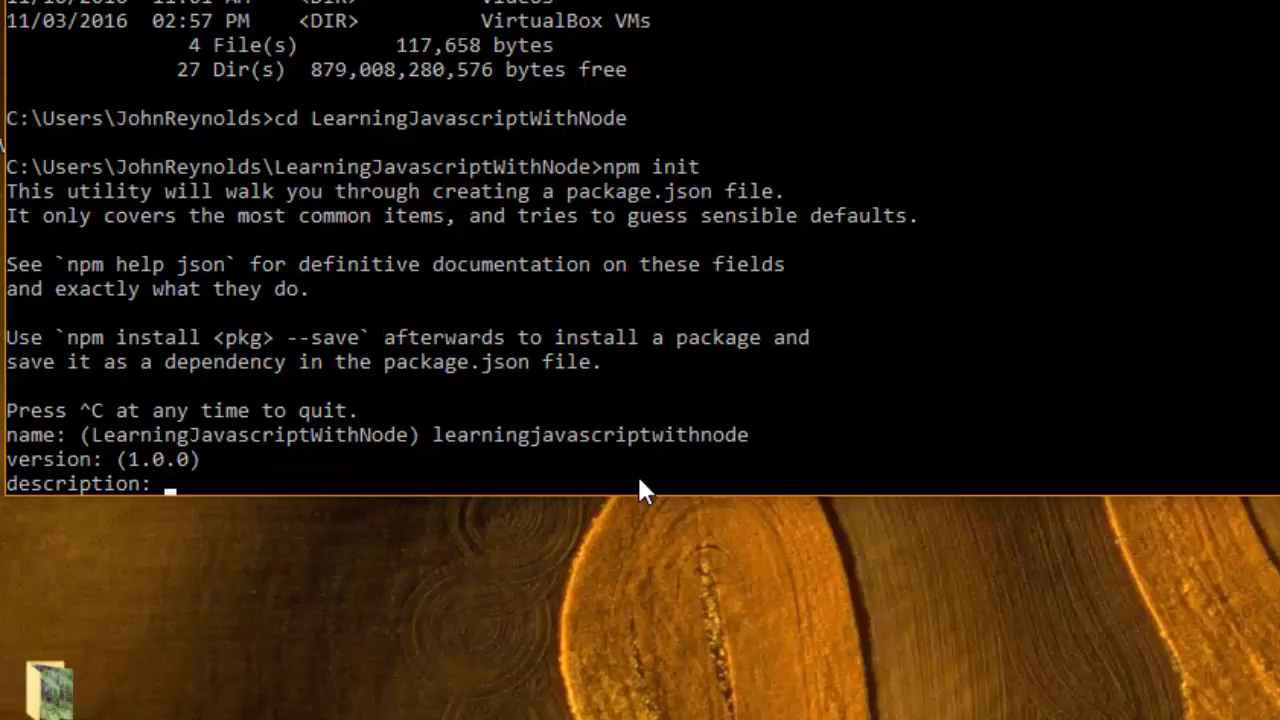 11/03/2016  02:57 PM    <DIR>          VirtualBox VMs
               4 File(s)        117,658 bytes
              27 Dir(s)  879,008,280,576 bytes free
C:\Users\JohnReynolds>cd LearningJavascriptWithNode
C:\Users\JohnReynolds\LearningJavascriptWithNode>npm init
This utility will walk you through creating a package.json file.
It only covers the most common items, and tries to guess sensible defaults.
See `npm help json` for definitive documentation on these fields
and exactly what they do.
Use `npm install <pkg> --save` afterwards to install a package and
save it as a dependency in the package.json file.
Press ^C at any time to quit.
name: (LearningJavascriptWithNode) learningjavascriptwithnode
version: (1.0.0)
description: